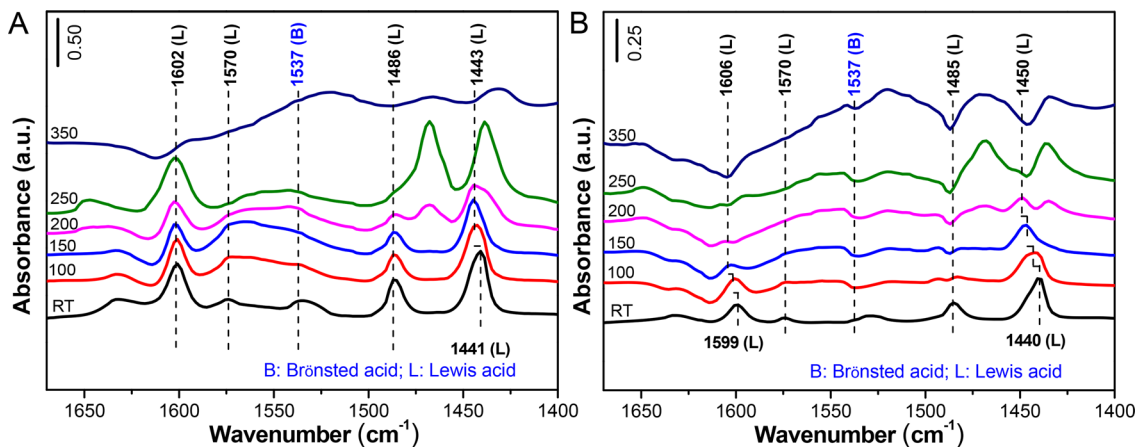 A
0.50
1602 (L)
1570 (L)
1537 (B)
1486 (L)
1443 (L)
350
250
200
150
100
RT
1441 (L)
B: Brönsted acid; L: Lewis acid
Absorbance (a.u.)
1650 1600 1550 1500 1450 1400
Wavenumber (cm⁻¹)
B
0.25
1606 (L)
1570 (L)
1537 (B)
1485 (L)
1450 (L)
350
250
200
150
100
RT
1599 (L)
1440 (L)
B: Brönsted acid; L: Lewis acid
Absorbance (a.u.)
1650 1600 1550 1500 1450 1400
Wavenumber (cm⁻¹)